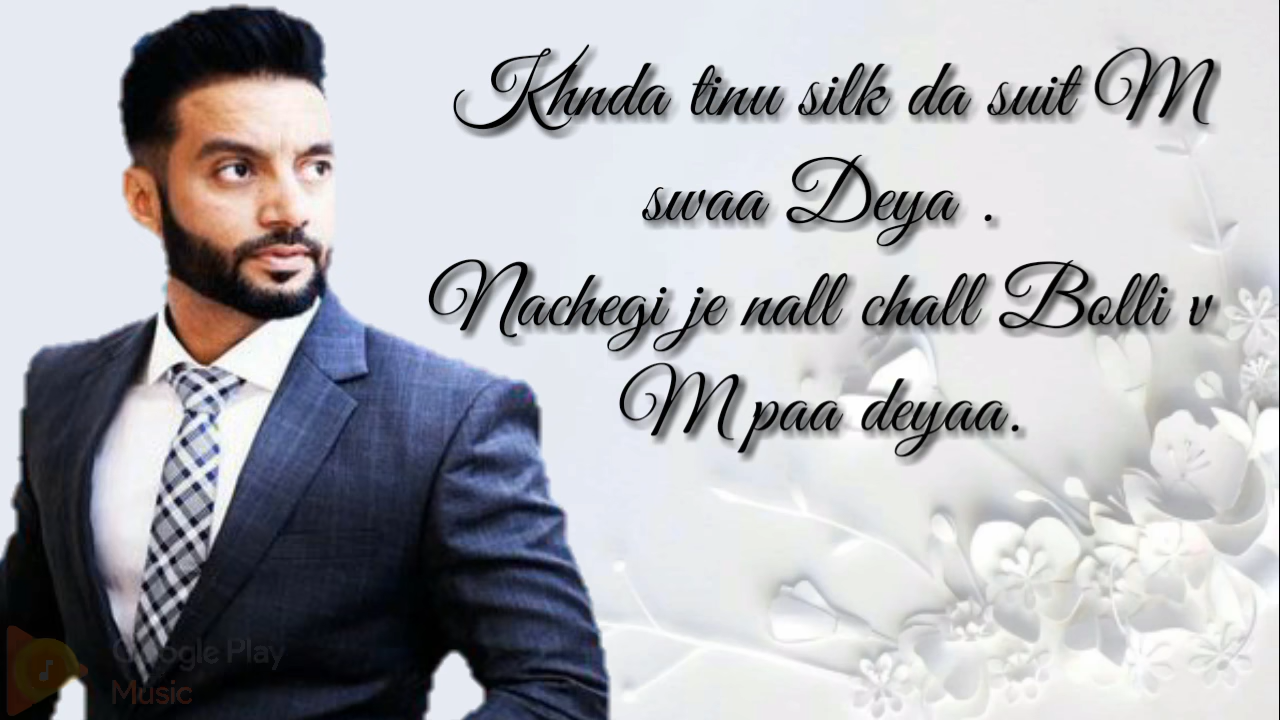 Khnda tinu silk da suit M
swaa Deya .
Nachegi je nall chall Bolli v
M paa deyaa.
Google Play
Music